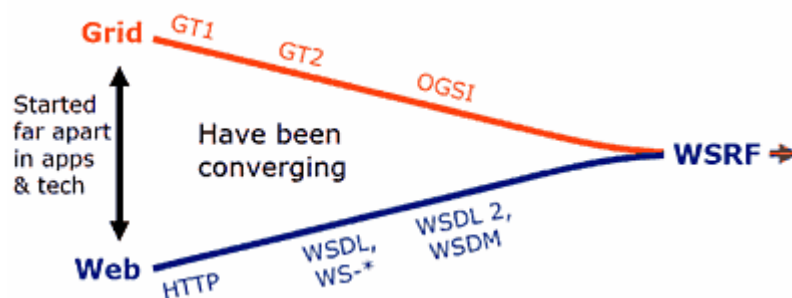 Grid
GT1
GT2
OGSI
Started
far apart
in apps
& tech
Have been
converging
WSRF
Web
HTTP
WSDL,
WS-*
WSDL 2,
WSDM